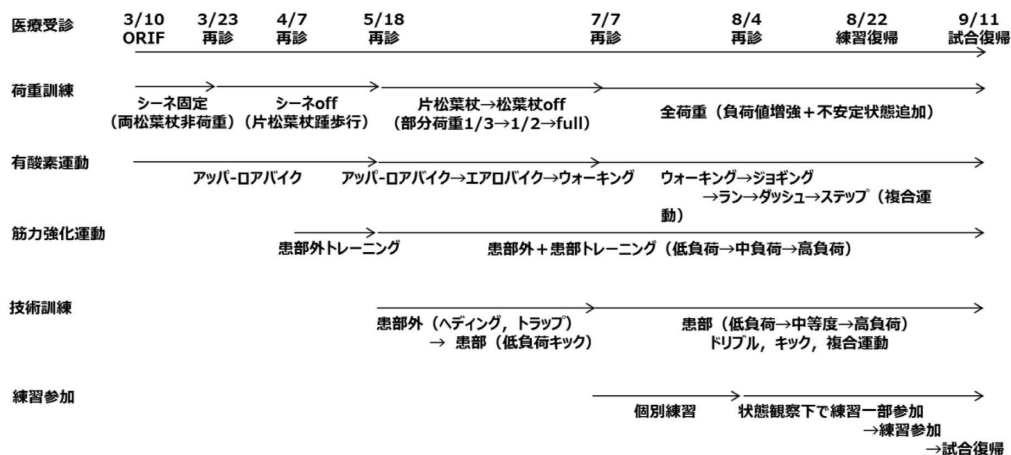 医療受診
3/10 3/23 4/7 5/18 7/7 8/4 8/22 9/11
ORIF 再診 再診 再診 再診 再診 練習復帰 試合復帰
荷重訓練
シーネ固定 シーネoff 片松葉杖→松葉杖off 全荷重（負荷値増強＋不安定状態追加）
（両松葉杖非荷重） （片松葉杖踵歩行） （部分荷重1/3→1/2→full）
有酸素運動
アッパーロアバイク アッパーロアバイク→エアロバイク→ウォーキング ウォーキング→ジョギング
→ラン→ダッシュ→ステップ（複合運
動）
筋力強化運動
患部外トレーニング 患部外＋患部トレーニング（低負荷→中負荷→高負荷）
技術訓練
患部外（ヘディング，トラップ） 患部（低負荷→中等度→高負荷）
→ 患部（低負荷キック） ドリブル，キック，複合運動
練習参加
個別練習 状態観察下で練習一部参加
→練習参加
→試合復帰